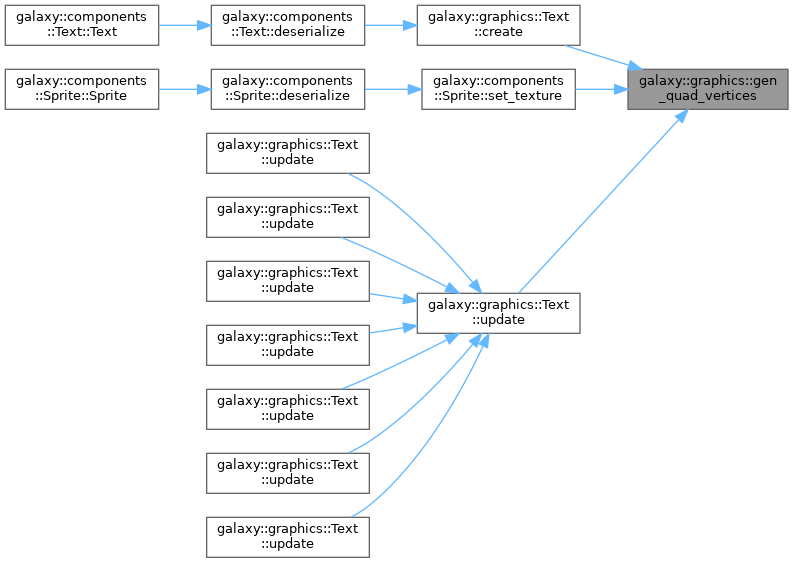 galaxy::components
::Text::Text
galaxy::components
::Text::deserialize
galaxy::graphics::Text
::create
galaxy::components
::Sprite::Sprite
galaxy::components
::Sprite::deserialize
galaxy::components
::Sprite::set_texture
galaxy::graphics::gen
_quad_vertices
galaxy::graphics::Text
::update
galaxy::graphics::Text
::update
galaxy::graphics::Text
::update
galaxy::graphics::Text
::update
galaxy::graphics::Text
::update
galaxy::graphics::Text
::update
galaxy::graphics::Text
::update
galaxy::graphics::Text
::update